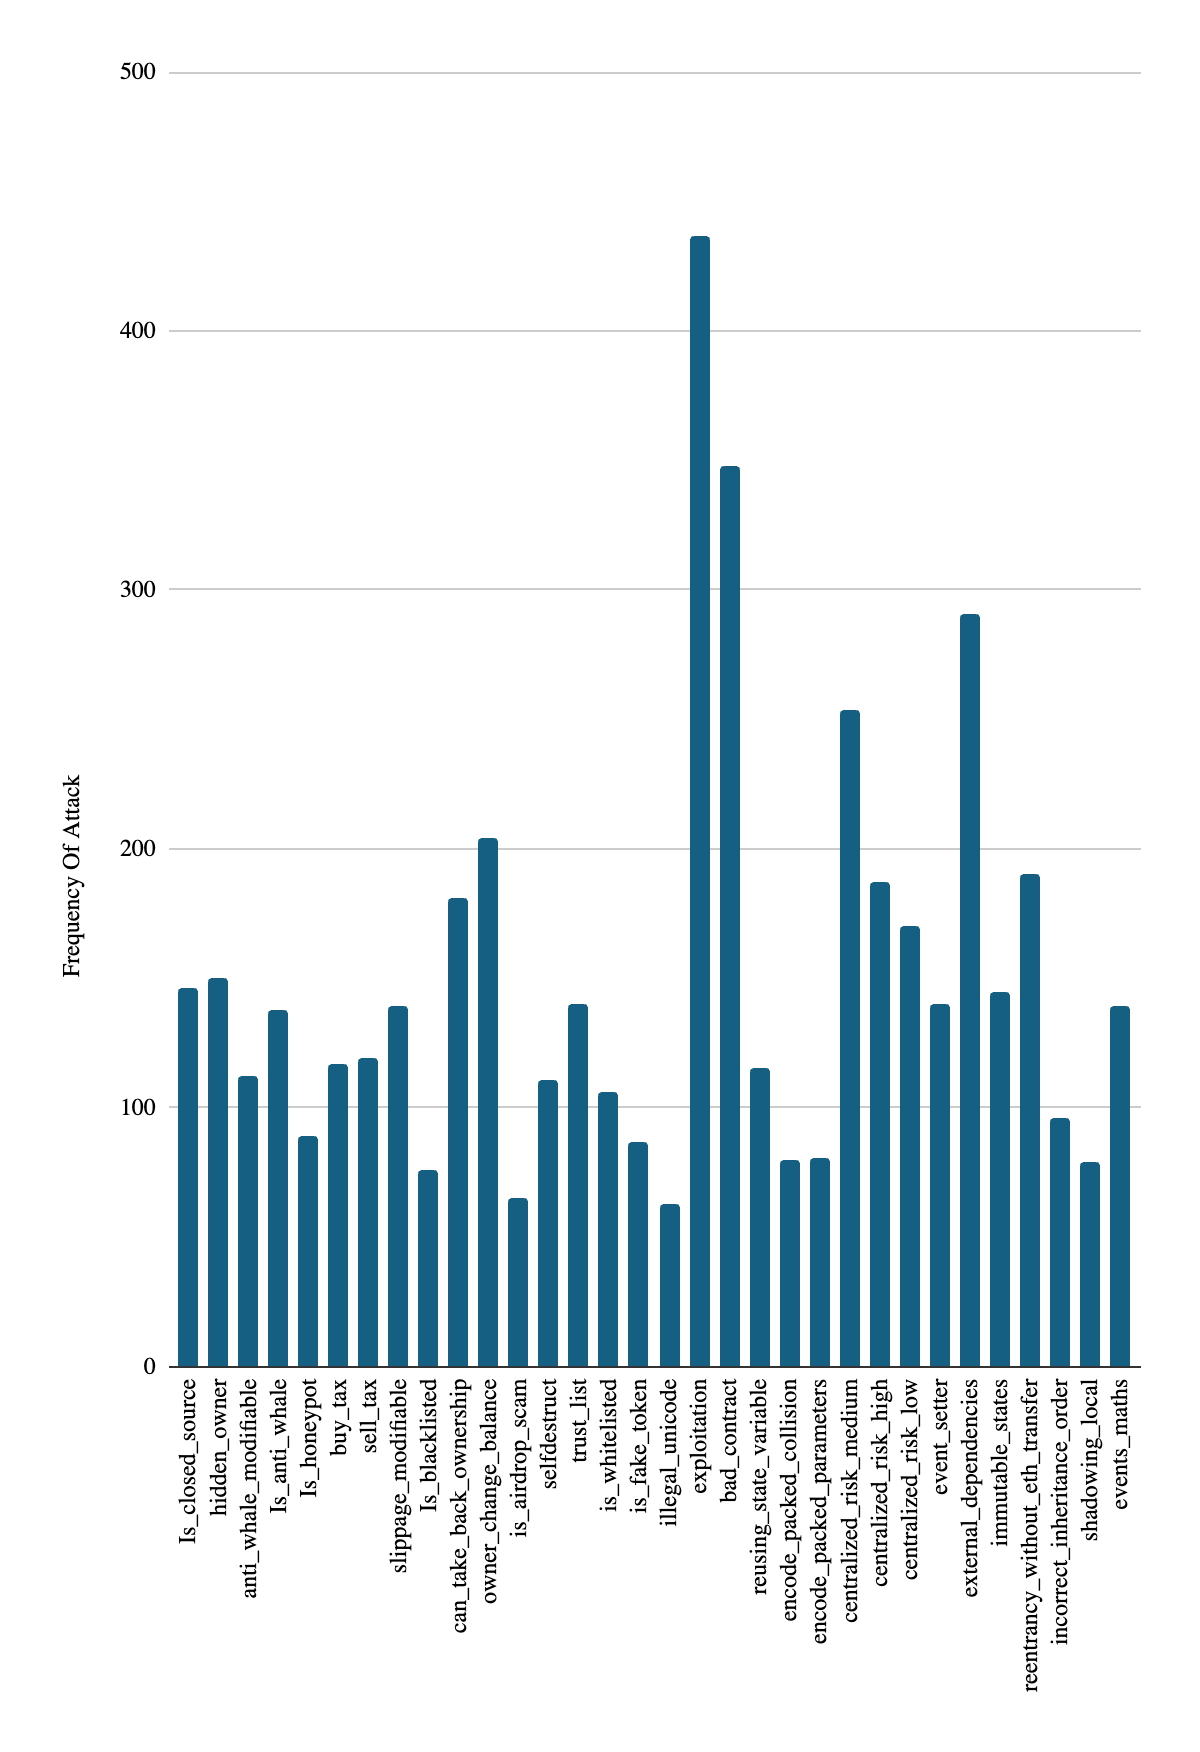 500
400
300
200
100
0
Frequency Of Attack
Is_closed_source
hidden_owner
anti_whale_modifiable
Is_anti_whale
Is_honeypot
buy_tax
sell_tax
slippage_modifiable
Is_blacklisted
can_take_back_ownership
owner_change_balance
is_airdrop_scam
selfdestruct
trust_list
is_whitelisted
is_fake_token
illegal_unicode
exploitation
bad_contract
reusing_state_variable
encode_packed_collision
encode_packed_parameters
centralized_risk_medium
centralized_risk_high
centralized_risk_low
event_setter
external_dependencies
immutable_states
reentrancy_without_eth_transfer
incorrect_inheritance_order
shadowing_local
events_maths